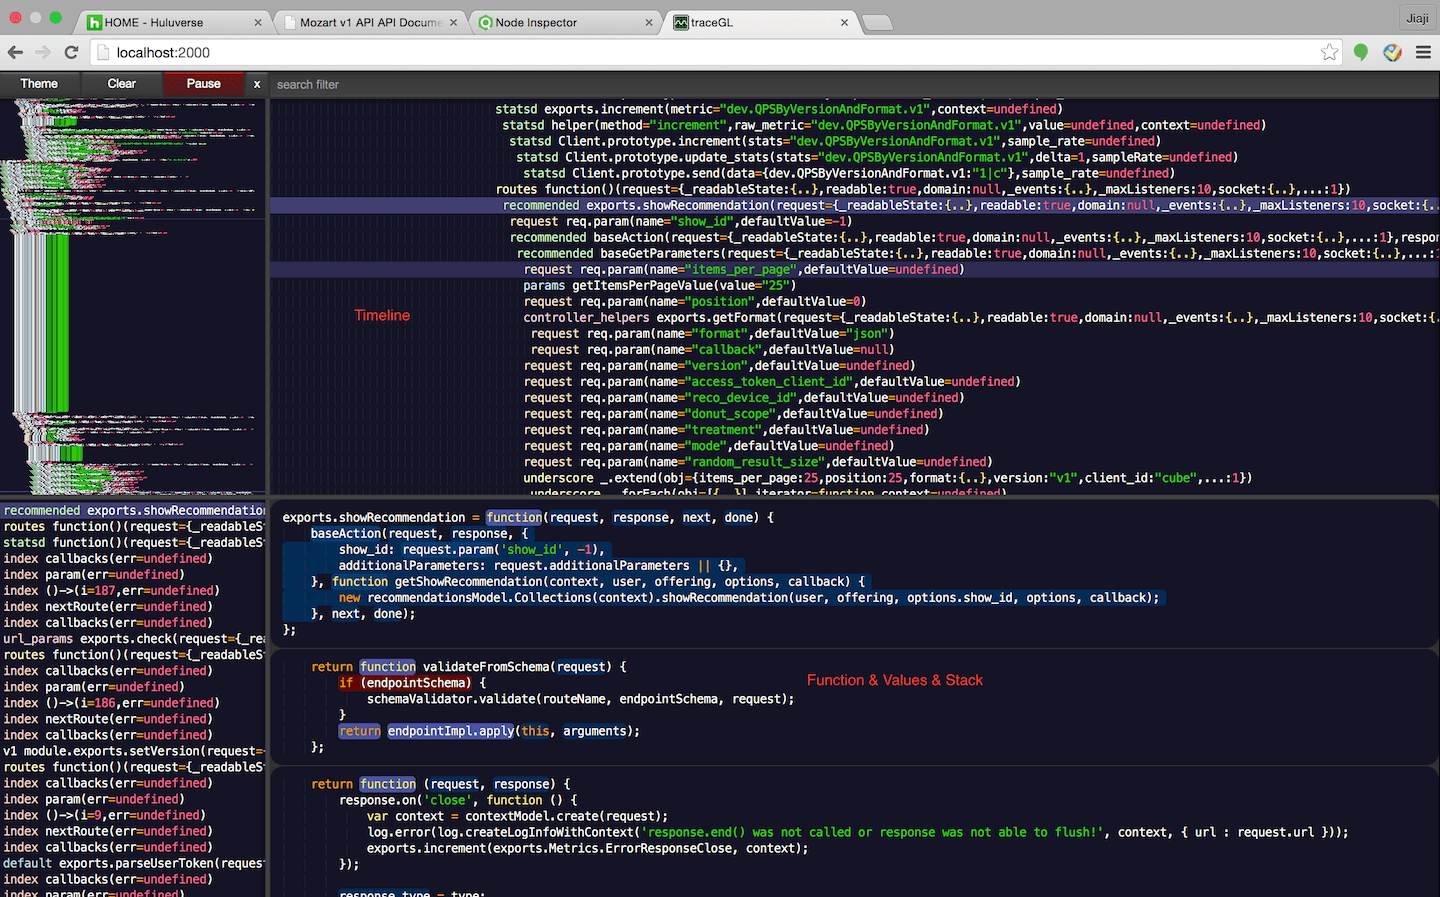 HOME - Huluverse
Mozart v1 API API Docume
Node Inspector
traceGL
Jiaji
localhost:2000
Theme Clear Pause x search filter
statsd exports.increment(metric="dev.QPSByVersionAndFormat.v1",context=undefined)
statsd helper(method="increment",raw_metric="dev.QPSByVersionAndFormat.v1",value=undefined,context=undefined)
statsd Client.prototype.increment(stats="dev.QPSByVersionAndFormat.v1",sample_rate=undefined)
statsd Client.prototype.update_stats(stats="dev.QPSByVersionAndFormat.v1",delta=1,sampleRate=undefined)
statsd Client.prototype.send(data={dev.QPSByVersionAndFormat.v1:"1|c"},sample_rate=undefined)
routes function()(request={_readableState:{..},readable:true,domain:null,_events:{..},_maxListeners:10,socket:{..},...:1})
recommended exports.showRecommendation(request={_readableState:{..},readable:true,domain:null,_events:{..},_maxListeners:10,socket:{..
request req.param(name="show_id",defaultValue=-1)
recommended baseAction(request={_readableState:{..},readable:true,domain:null,_events:{..},_maxListeners:10,socket:{..},...:1},respon
recommended baseGetParameters(request={_readableState:{..},readable:true,domain:null,_events:{..},_maxListeners:10,socket:{..},...:1
request req.param(name="items_per_page",defaultValue=undefined)
params getItemsPerPageValue(value="25")
request req.param(name="position",defaultValue=0)
controller_helpers exports.getFormat(request={_readableState:{..},readable:true,domain:null,_events:{..},_maxListeners:10,socket:{..
request req.param(name="format",defaultValue="json")
request req.param(name="callback",defaultValue=null)
request req.param(name="version",defaultValue=undefined)
request req.param(name="access_token_client_id",defaultValue=undefined)
request req.param(name="reco_device_id",defaultValue=undefined)
request req.param(name="donut_scope",defaultValue=undefined)
request req.param(name="treatment",defaultValue=undefined)
request req.param(name="mode",defaultValue=undefined)
request req.param(name="random_result_size",defaultValue=undefined)
underscore _.extend(obj={items_per_page:25,position:25,format:{..},version:"v1",client_id:"cube",...:1})
underscore _.forEach(obj=[{..}],iterator=function,context=undefined)
Timeline
recommended exports.showRecommendation
routes function()(request={_readableSt
statsd function()(request={_readableSt
index callbacks(err=undefined)
index param(err=undefined)
index ()->(i=187,err=undefined)
index nextRoute(err=undefined)
index callbacks(err=undefined)
url_params exports.check(request={_rea
routes function()(request={_readableSt
index callbacks(err=undefined)
index param(err=undefined)
index ()->(i=186,err=undefined)
index nextRoute(err=undefined)
index callbacks(err=undefined)
v1 module.exports.setVersion(request=
routes function()(request={_readableSt
index callbacks(err=undefined)
index param(err=undefined)
index ()->(i=9,err=undefined)
index nextRoute(err=undefined)
index callbacks(err=undefined)
default exports.parseUserToken(request
index callbacks(err=undefined)
index param(err=undefined)
exports.showRecommendation = function(request, response, next, done) {
baseAction(request, response, {
show_id: request.param('show_id', -1),
additionalParameters: request.additionalParameters || {},
}, function getShowRecommendation(context, user, offering, options, callback) {
new recommendationsModel.Collections(context).showRecommendation(user, offering, options.show_id, options, callback);
}, next, done);
};
return function validateFromSchema(request) {
if (endpointSchema) {
schemaValidator.validate(routeName, endpointSchema, request);
}
return endpointImpl.apply(this, arguments);
};
Function & Values & Stack
return function (request, response) {
response.on('close', function () {
var context = contextModel.create(request);
log.error(log.createLogInfoWithContext('response.end() was not called or response was not able to flush!', context, { url : request.url }));
exports.increment(exports.Metrics.ErrorResponseClose, context);
});
response.type = type;